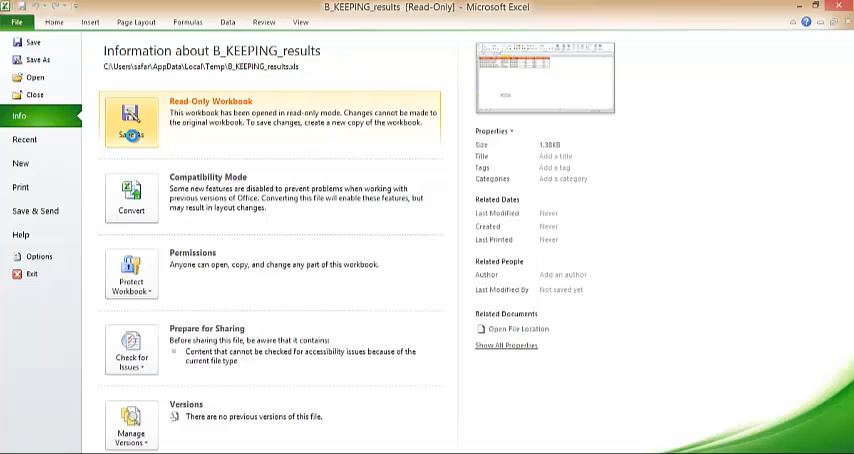 B_KEEPING_results [Read-Only] - Microsoft Excel
File Home Insert Page Layout Formulas Data Review View
Save
Save As
Open
Close
Info
Recent
New
Print
Save & Send
Help
Options
Exit
Information about B_KEEPING_results
C:\Users\safari\AppData\Local\Temp\B_KEEPING_results.xls
Save As
Read-Only Workbook
This workbook has been opened in read-only mode. Changes cannot be made to
the original workbook. To save changes, create a new copy of the workbook.
Convert
Compatibility Mode
Some new features are disabled to prevent problems when working with
previous versions of Office. Converting this file will enable these features, but
may result in layout changes.
Protect
Workbook
Permissions
Anyone can open, copy, and change any part of this workbook.
Check for
Issues
Prepare for Sharing
Before sharing this file, be aware that it contains:
Content that cannot be checked for accessibility issues because of the
current file type
Manage
Versions
Versions
There are no previous versions of this file.
Properties
Size 1.38KB
Title Add a title
Tags Add a tag
Categories Add a category
Related Dates
Last Modified Never
Created Never
Last Printed Never
Related People
Author Add an author
Last Modified By Not saved yet
Related Documents
Open File Location
Show All Properties